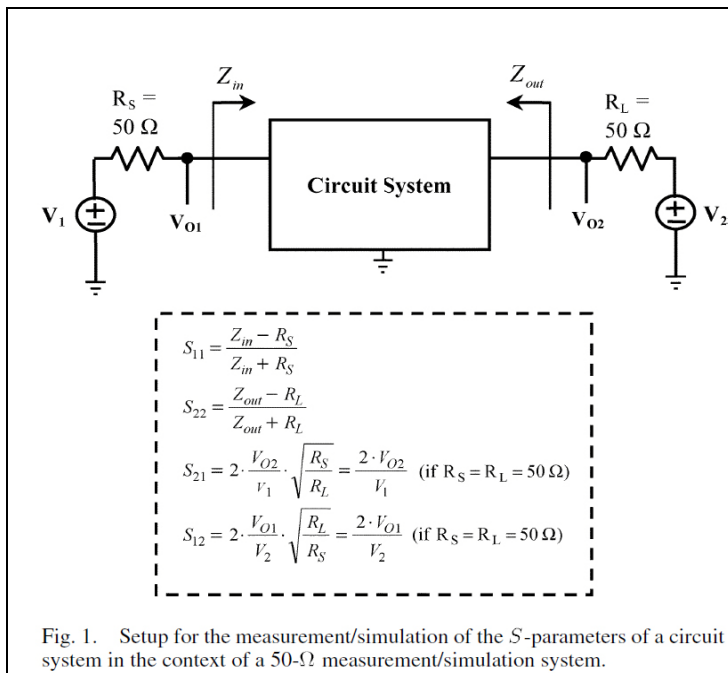 Z_in
Z_out
R_S =
50 Ω
R_L =
50 Ω
Circuit System
V_1
V_O1
V_O2
V_2
S_11 = (Z_in − R_S) / (Z_in + R_S)
S_22 = (Z_out − R_L) / (Z_out + R_L)
S_21 = 2 · V_O2 / V_1 · √(R_S / R_L) = 2 · V_O2 / V_1 (if R_S = R_L = 50 Ω)
S_12 = 2 · V_O1 / V_2 · √(R_L / R_S) = 2 · V_O1 / V_2 (if R_S = R_L = 50 Ω)
Fig. 1. Setup for the measurement/simulation of the S-parameters of a circuit
system in the context of a 50-Ω measurement/simulation system.